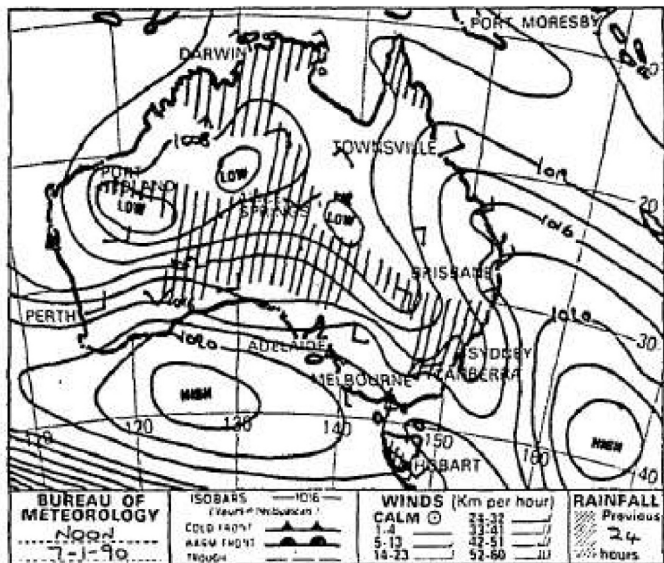 PORT MORESBY
DARWIN
TOWNSVILLE
1008
LOW
PORT
LOW
SPRINGS
LOW
1016
20
BRISBANE
PERTH
1020
ADELAIDE
SYDNEY
CANBERRA
MELBOURNE
HIGH
HIGH
30
40
120
130
140
150
160
HOBART
BUREAU OF
METEOROLOGY
NOON
7-1-90
ISOBARS 1016
COLD FRONT
WARM FRONT
TROUGH
WINDS (Km per hour)
CALM 24-32
1-4 33-41
5-13 42-51
14-23 52-60
RAINFALL
Previous
24
hours